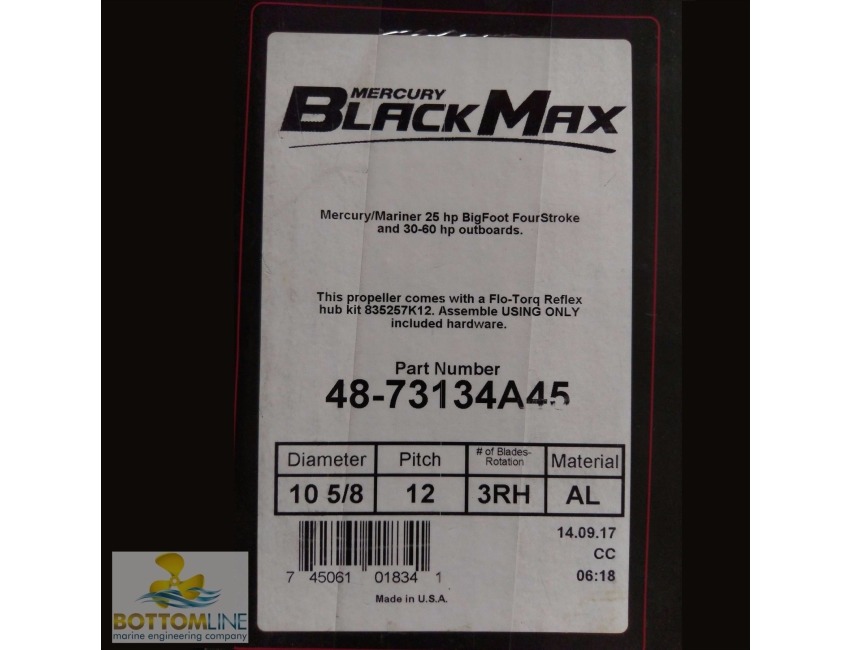 MERCURY
BLACKMAX
Mercury/Mariner 25 hp BigFoot FourStroke
and 30-60 hp outboards.
This propeller comes with a Flo-Torq Reflex
hub kit 835257K12. Assemble USING ONLY
included hardware.
Part Number
48-73134A45
Diameter Pitch # of Blades- Rotation Material
10 5/8 12 3RH AL
14.09.17
CC
06:18
7 45061 01834 1
Made in U.S.A.
BOTTOMLINE
marine engineering company